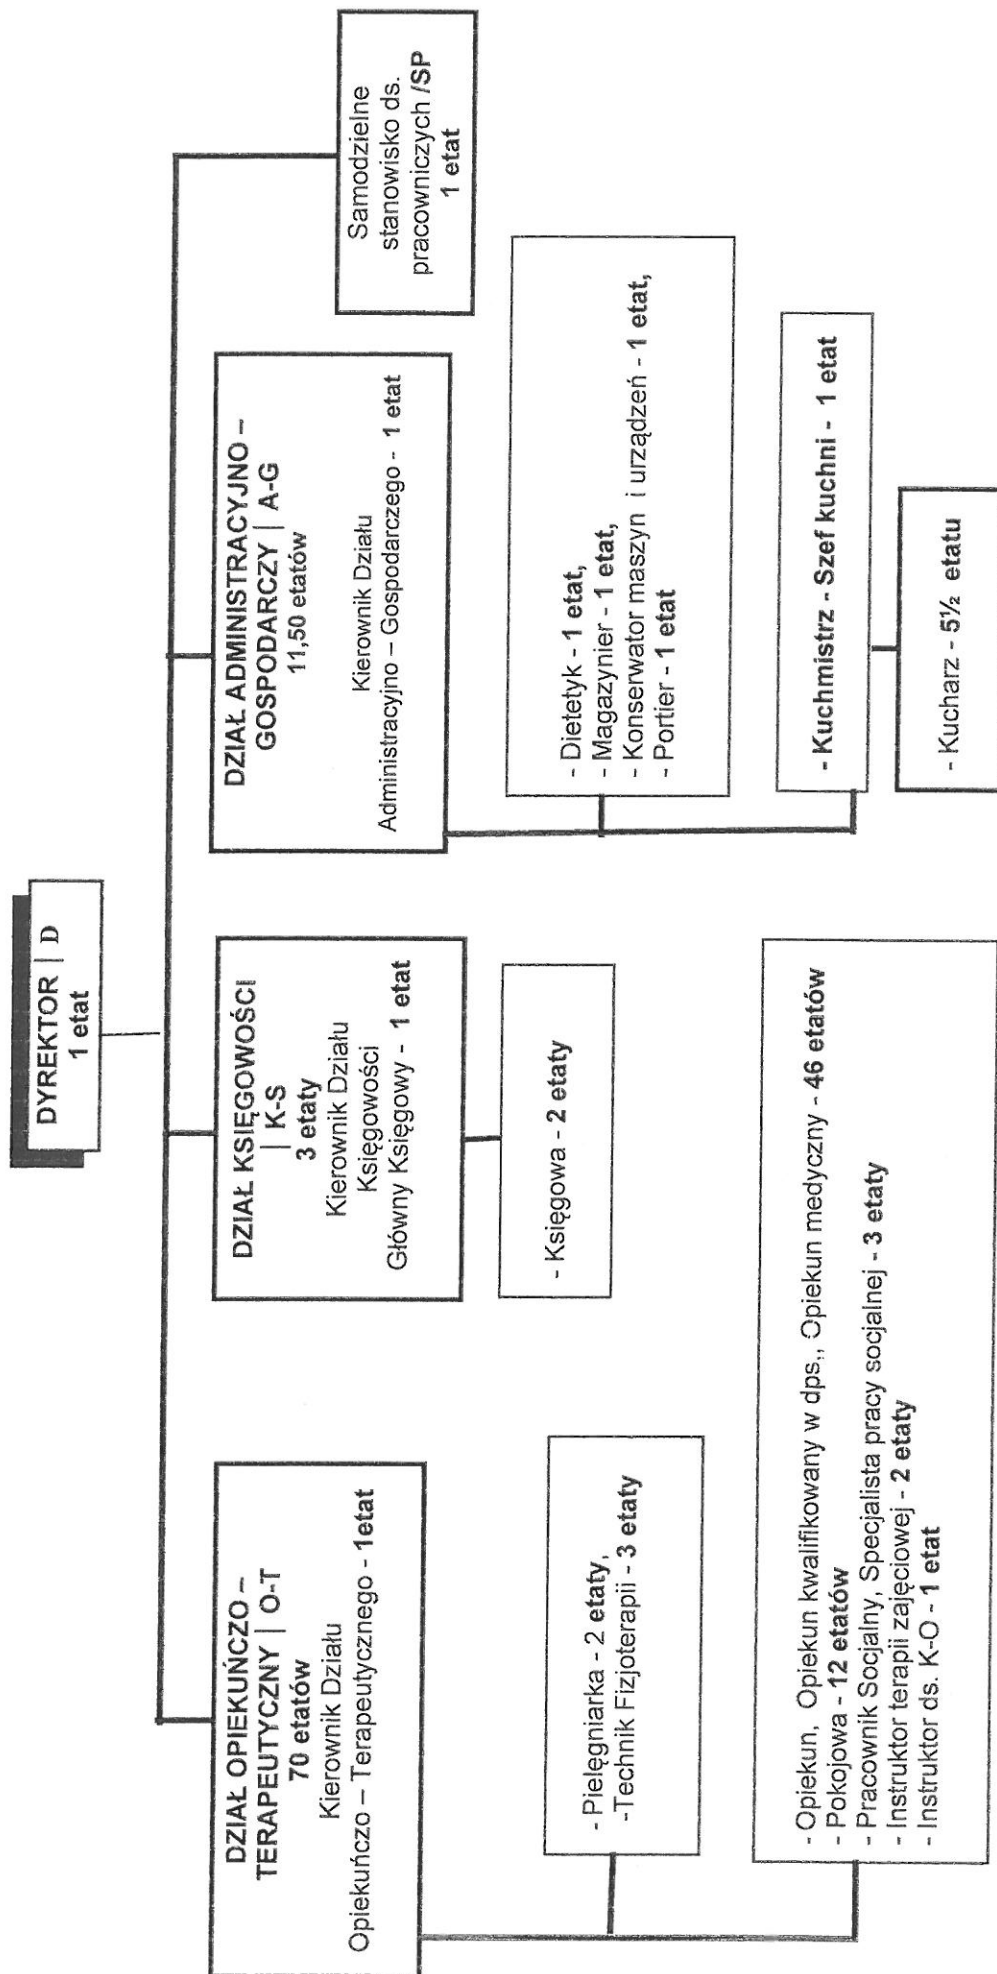 DYREKTOR | D
1 etat
DZIAŁ OPIEKUŃCZO –
TERAPEUTYCZNY | O-T
70 etatów
Kierownik Działu
Opiekuńczo – Terapeutycznego - 1etat
- Pielęgniarka - 2 etaty,
-Technik Fizjoterapii - 3 etaty
- Opiekun, Opiekun kwalifikowany w dps,, Opiekun medyczny - 46 etatów
- Pokojowa - 12 etatów
- Pracownik Socjalny, Specjalista pracy socjalnej - 3 etaty
- Instruktor terapii zajęciowej - 2 etaty
- Instruktor ds. K-O - 1 etat
DZIAŁ KSIĘGOWOŚCI
| K-S
3 etaty
Kierownik Działu
Księgowości
Główny Księgowy - 1 etat
- Księgowa - 2 etaty
DZIAŁ ADMINISTRACYJNO –
GOSPODARCZY | A-G
11,50 etatów
Kierownik Działu
Administracyjno – Gospodarczego - 1 etat
- Dietetyk - 1 etat,
- Magazynier - 1 etat,
- Konserwator maszyn i urządzeń - 1 etat,
- Portier - 1 etat
- Kuchmistrz - Szef kuchni - 1 etat
- Kucharz - 5½ etatu
Samodzielne
stanowisko ds.
pracowniczych /SP
1 etat